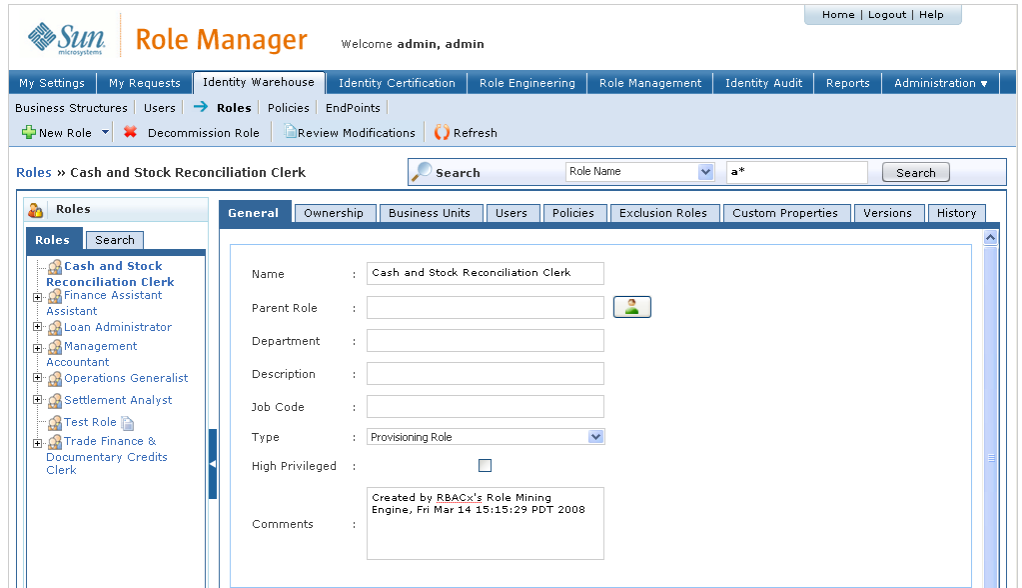 Home | Logout | Help
Sun
microsystems
Role Manager
Welcome admin, admin
My Settings My Requests Identity Warehouse Identity Certification Role Engineering Role Management Identity Audit Reports Administration ▼
Business Structures Users → Roles Policies EndPoints
New Role Decommission Role Review Modifications Refresh
Roles » Cash and Stock Reconciliation Clerk
Search Role Name a* Search
Roles
Roles Search
Cash and Stock
Reconciliation Clerk
Finance Assistant
Assistant
Loan Administrator
Management
Accountant
Operations Generalist
Settlement Analyst
Test Role
Trade Finance &
Documentary Credits
Clerk
General Ownership Business Units Users Policies Exclusion Roles Custom Properties Versions History
Name : Cash and Stock Reconciliation Clerk
Parent Role :
Department :
Description :
Job Code :
Type : Provisioning Role
High Privileged :
Comments :
Created by RBACx's Role Mining
Engine, Fri Mar 14 15:15:29 PDT 2008